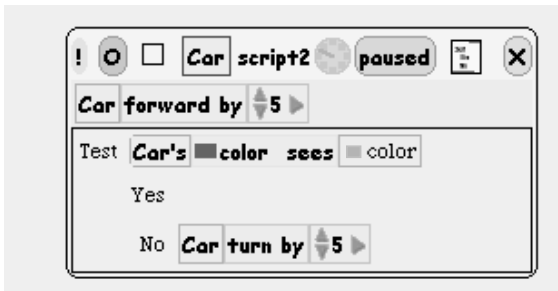 ! O Car script2 paused X
Car forward by 5
Test Car's color sees color
Yes
No Car turn by 5